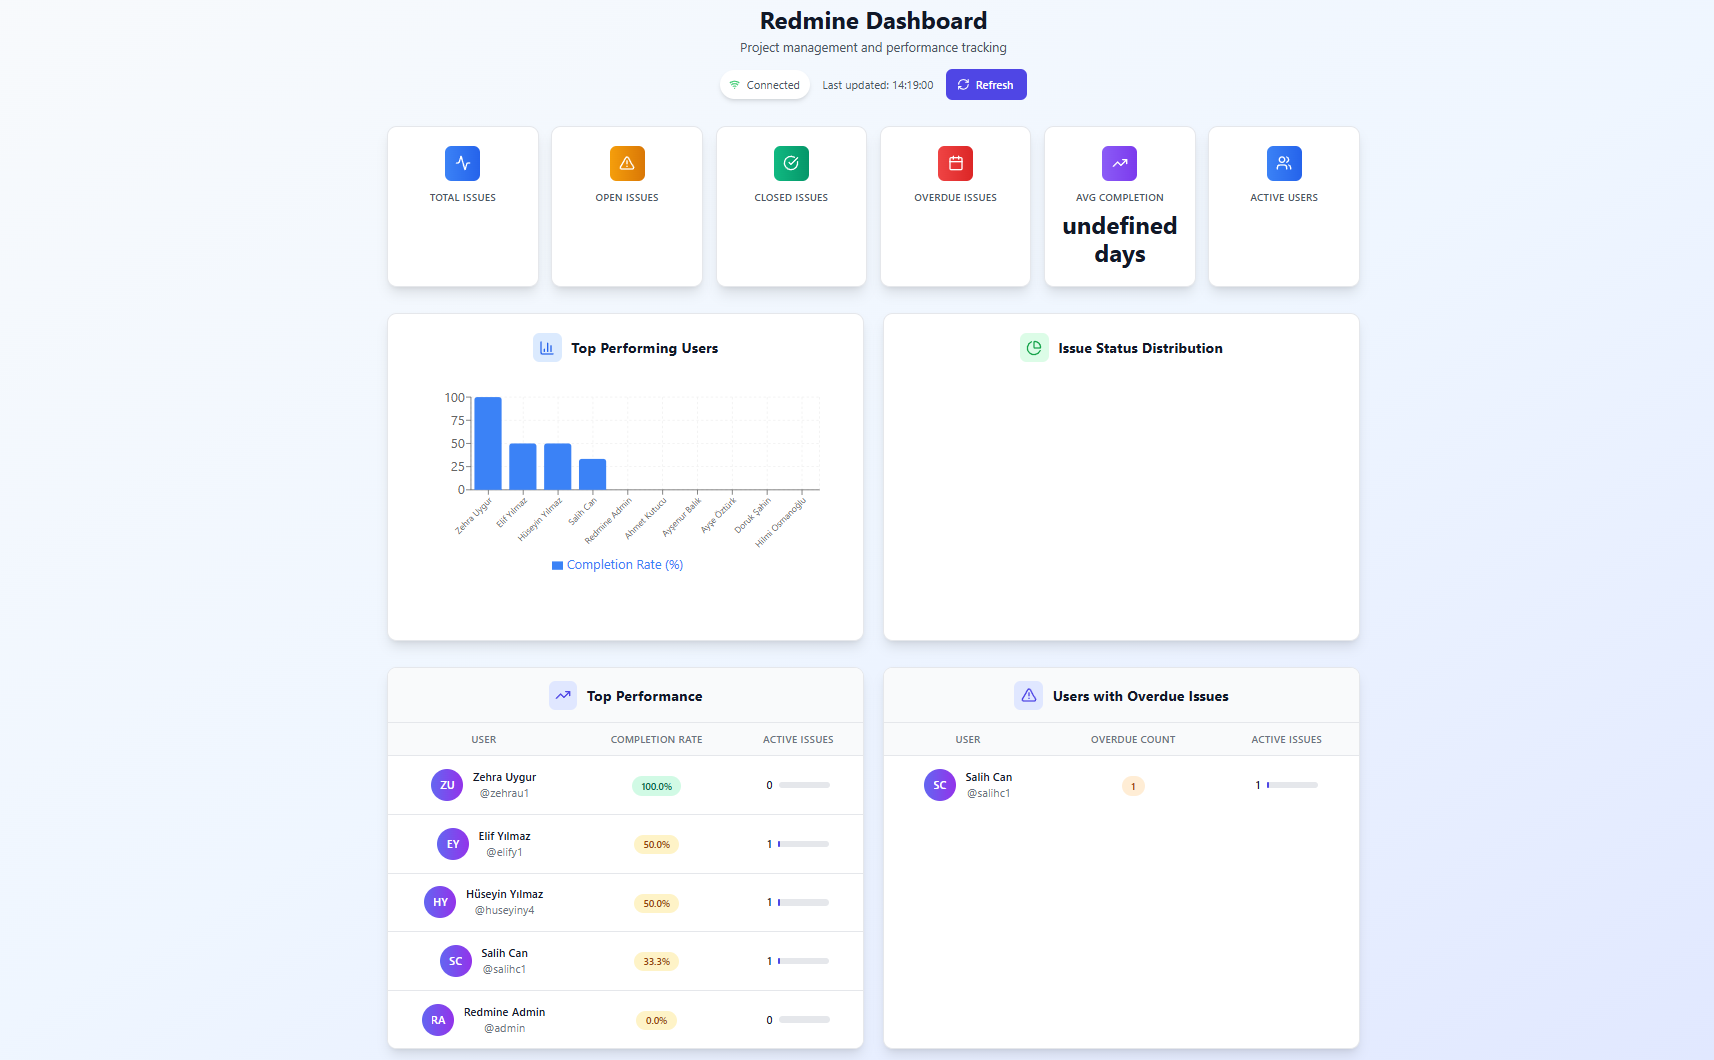 Redmine Dashboard
Project management and performance tracking
Connected
Last updated: 14:19:00
Refresh
TOTAL ISSUES
OPEN ISSUES
CLOSED ISSUES
OVERDUE ISSUES
AVG COMPLETION
undefined
days
ACTIVE USERS
Top Performing Users
100
75
50
25
0
Zehra Uygur
Elif Yılmaz
Hüseyin Yılmaz
Salih Can
Redmine Admin
Ahmet Kutucu
Ayşenur Balık
Ayşe Öztürk
Doruk Şahin
Hilmi Osmanoğlu
Completion Rate (%)
Issue Status Distribution
Top Performance
USER COMPLETION RATE ACTIVE ISSUES
ZU Zehra Uygur 100.0% 0
@zehrau1
EY Elif Yılmaz 50.0% 1
@elify1
HY Hüseyin Yılmaz 50.0% 1
@huseyiny4
SC Salih Can 33.3% 1
@salihc1
RA Redmine Admin 0.0% 0
@admin
Users with Overdue Issues
USER OVERDUE COUNT ACTIVE ISSUES
SC Salih Can 1 1
@salihc1